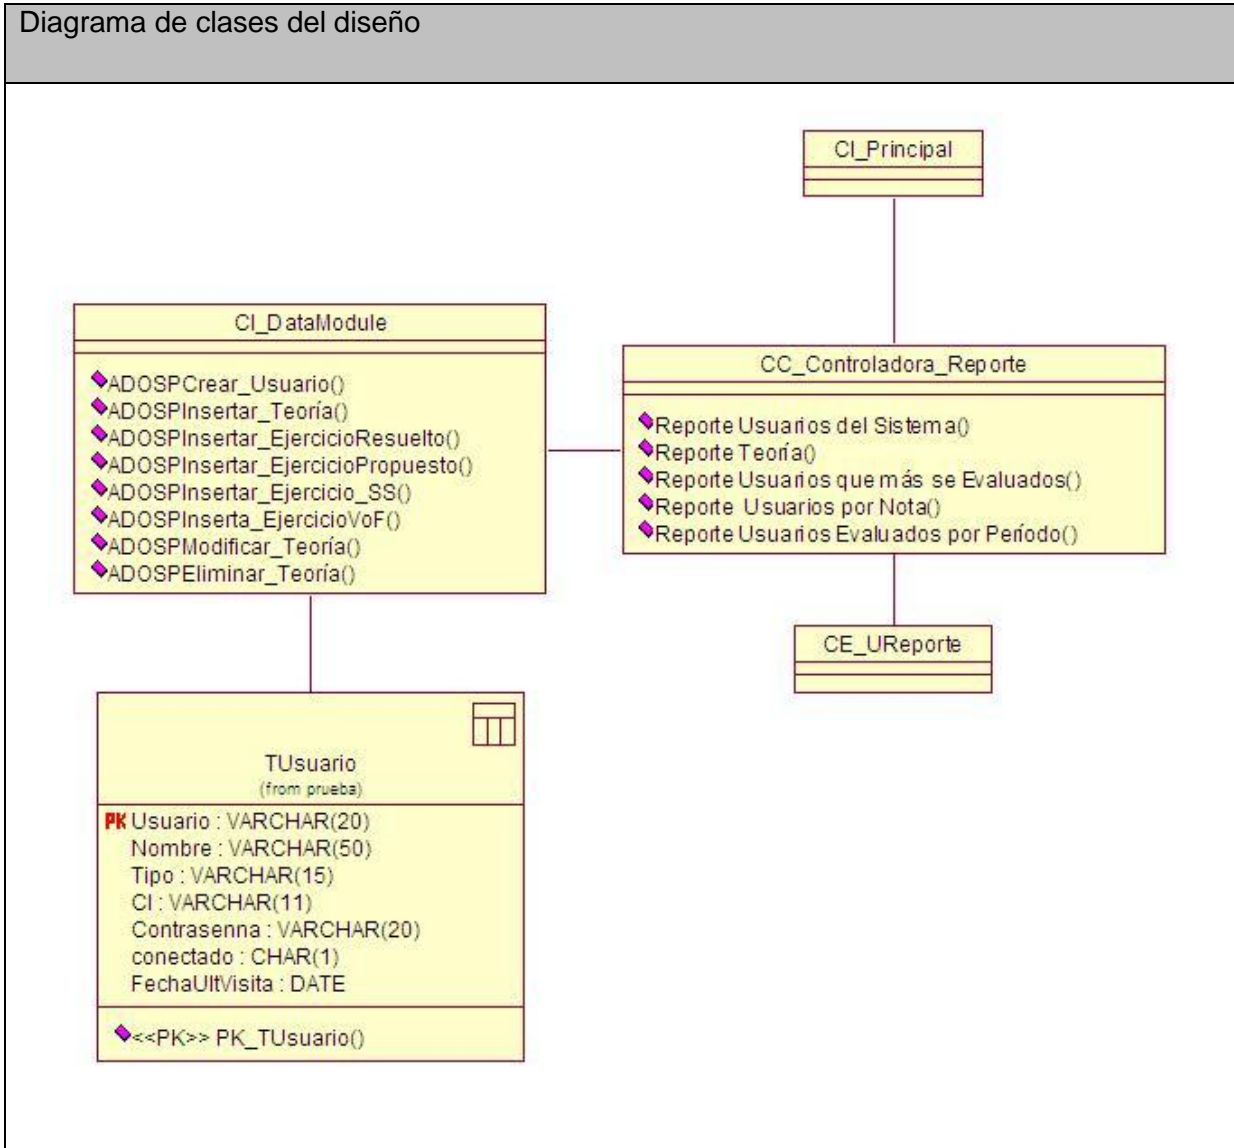 Diagrama de clases del diseño
CI_Principal
CI_DataModule
ADOSPCrear_Usuario()
ADOSPInsertar_Teoría()
ADOSPInsertar_EjercicioResuelto()
ADOSPInsertar_EjercicioPropuesto()
ADOSPInsertar_Ejercicio_SS()
ADOSPInserta_EjercicioVoF()
ADOSPModificar_Teoría()
ADOSPEliminar_Teoría()
CC_Controladora_Reporte
Reporte Usuarios del Sistema()
Reporte Teoría()
Reporte Usuarios que más se Evaluados()
Reporte Usuarios por Nota()
Reporte Usuarios Evaluados por Período()
CE_UReporte
TUsuario
(from prueba)
PK Usuario : VARCHAR(20)
Nombre : VARCHAR(50)
Tipo : VARCHAR(15)
CI : VARCHAR(11)
Contrasenna : VARCHAR(20)
conectado : CHAR(1)
FechaUltVisita : DATE
<<PK>> PK_TUsuario()